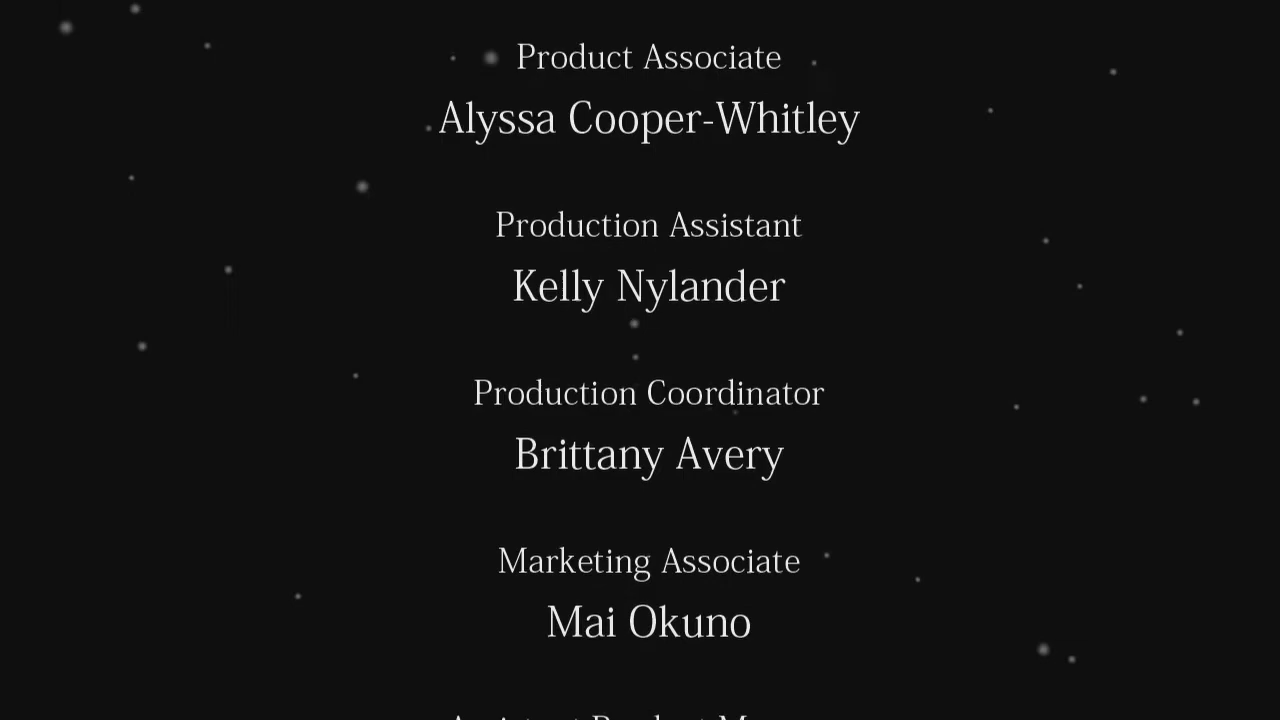 Product Associate
Alyssa Cooper-Whitley
Production Assistant
Kelly Nylander
Production Coordinator
Brittany Avery
Marketing Associate
Mai Okuno